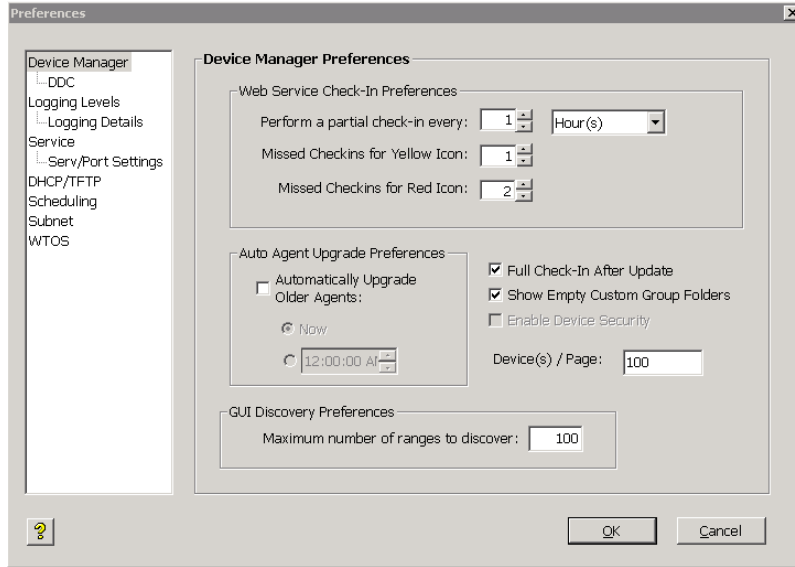 Preferences
Device Manager
DDC
Logging Levels
Logging Details
Service
Serv/Port Settings
DHCP/TFTP
Scheduling
Subnet
WTOS
Device Manager Preferences
Web Service Check-In Preferences
Perform a partial check-in every: 1 Hour(s)
Missed Checkins for Yellow Icon: 1
Missed Checkins for Red Icon: 2
Auto Agent Upgrade Preferences
Automatically Upgrade
Older Agents:
Now
12:00:00 AM
Full Check-In After Update
Show Empty Custom Group Folders
Enable Device Security
Device(s) / Page: 100
GUI Discovery Preferences
Maximum number of ranges to discover: 100
?
OK
Cancel